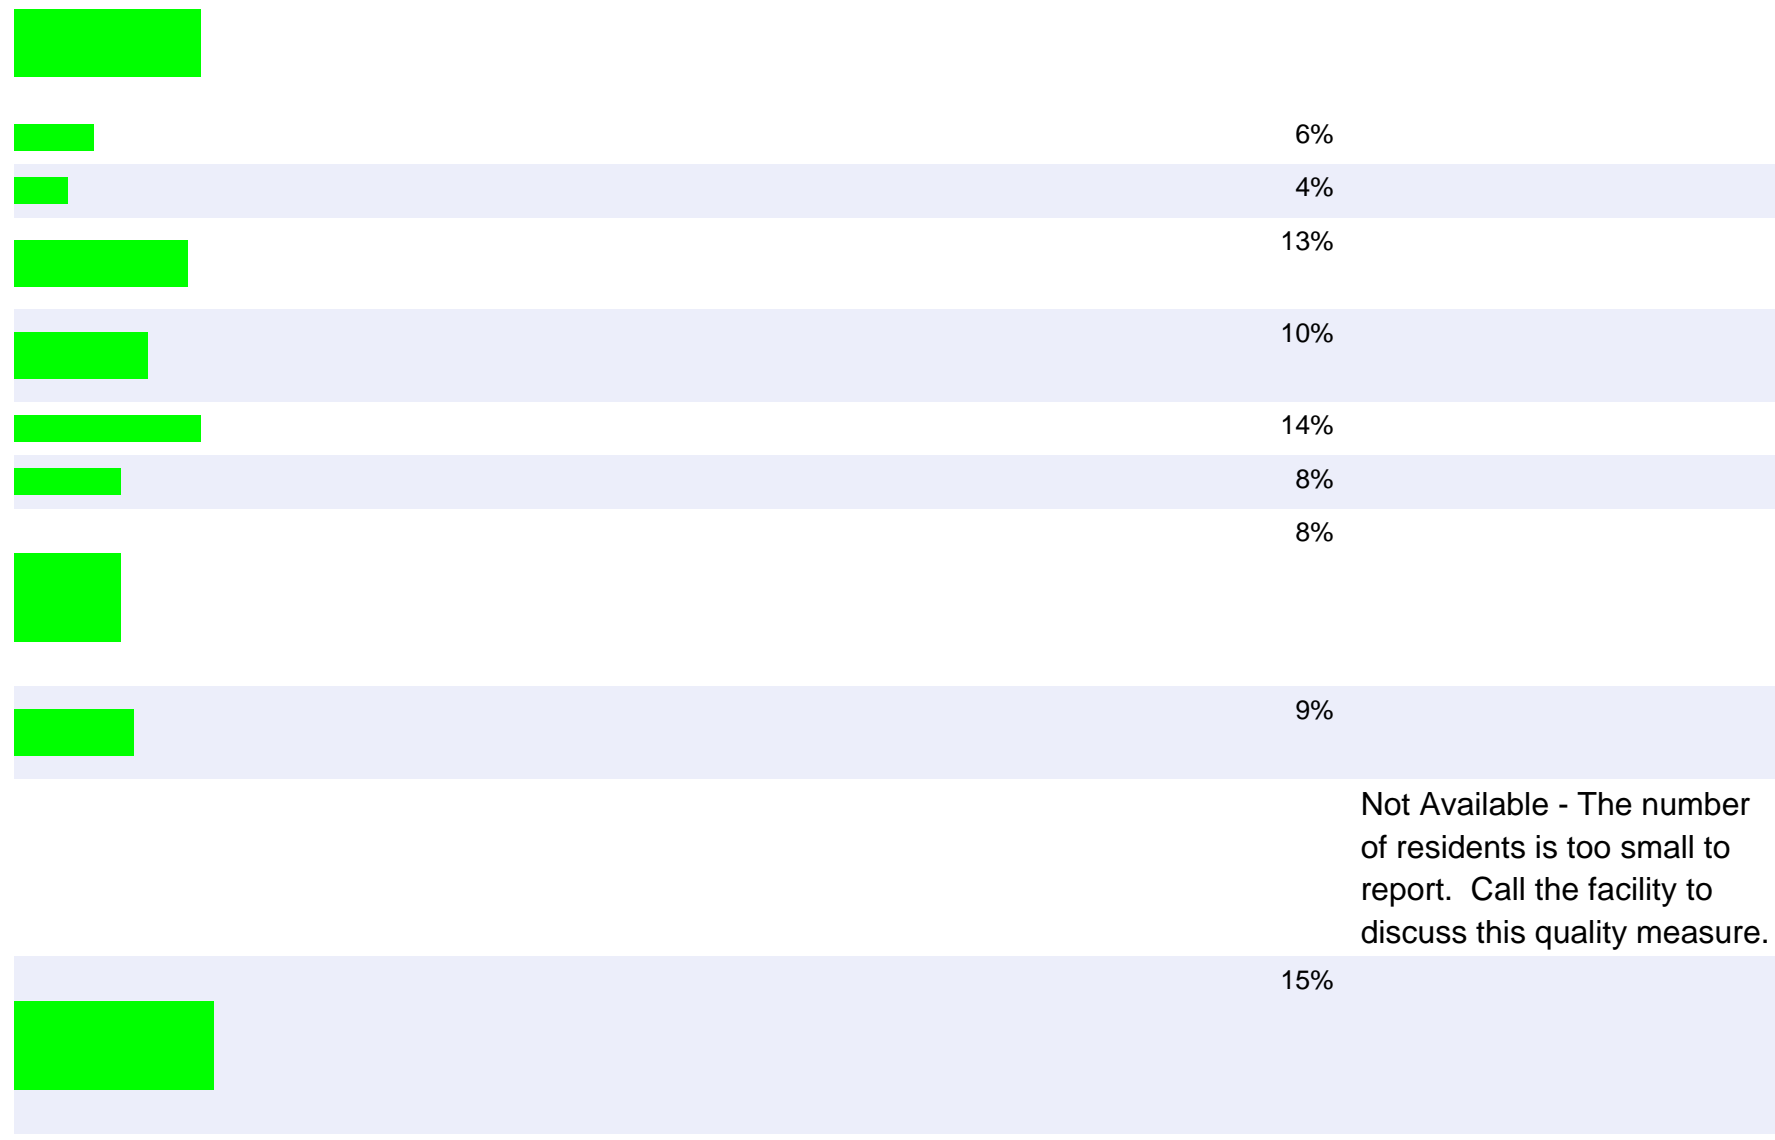 6%
4%
13%
10%
14%
8%
8%
9%
Not Available - The number
of residents is too small to
report.  Call the facility to
discuss this quality measure.
15%